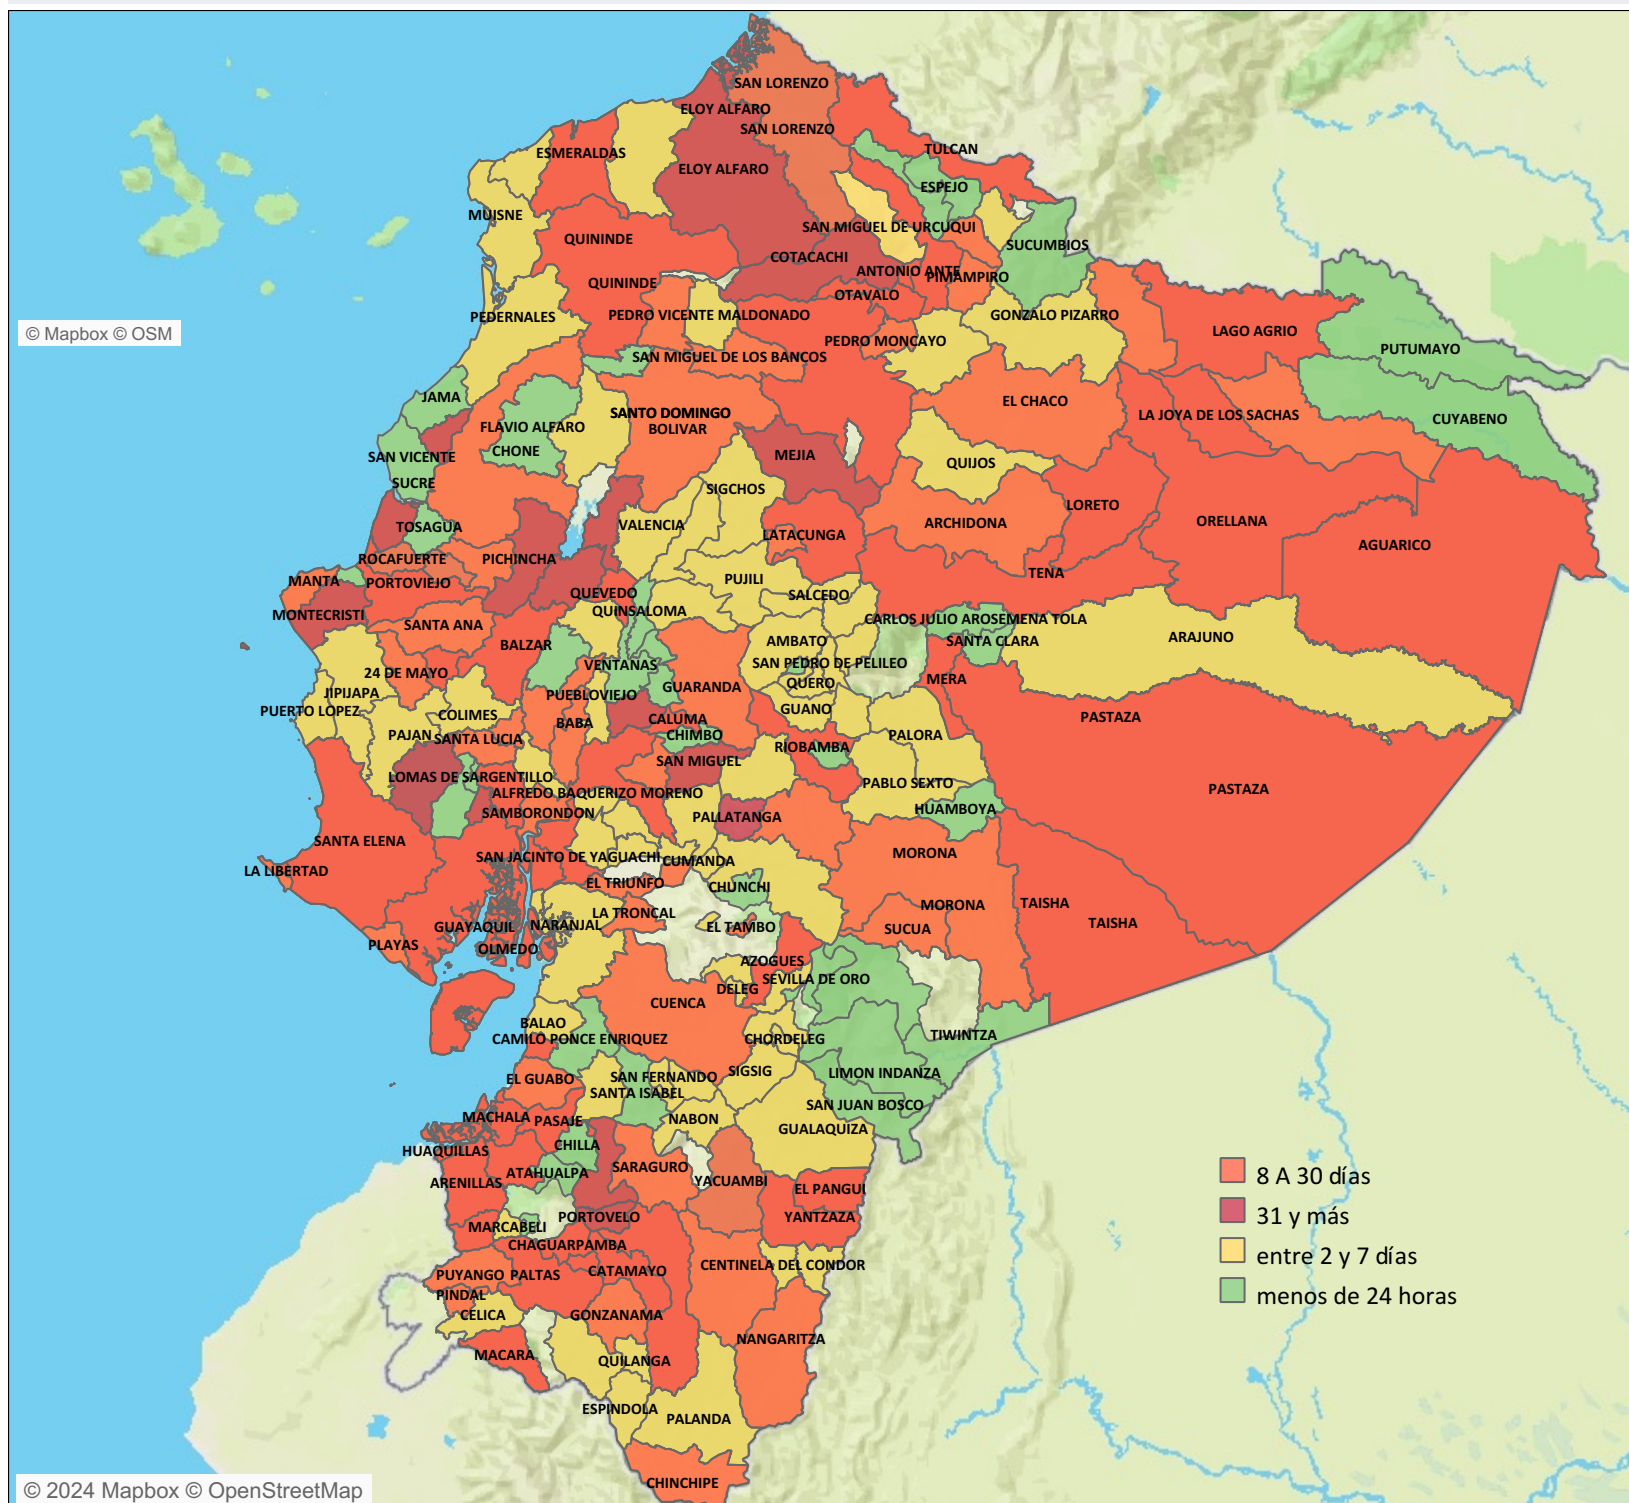 SAN LORENZO
ELOY ALFARO
SAN LORENZO
TULCAN
ESMERALDAS
ELOY ALFARO
ESPEJO
MUISNE
SAN MIGUEL DE URCUQUI
QUININDE
SUCUMBIOS
COTACACHI
ANTONIO ANTE
PIMAMPIRO
QUININDE
OTAVALO
PEDERNALES
PEDRO VICENTE MALDONADO
GONZALO PIZARRO
© Mapbox © OSM
LAGO AGRIO
PEDRO MONCAYO
PUTUMAYO
SAN MIGUEL DE LOS BANCOS
JAMA
EL CHACO
SANTO DOMINGO
LA JOYA DE LOS SACHAS
CUYABENO
FLAVIO ALFARO
BOLIVAR
CHONE
SAN VICENTE
MEJIA
QUIJOS
SUCRE
SIGCHOS
LORETO
TOSAGUA
VALENCIA
ARCHIDONA
ORELLANA
LATACUNGA
AGUARICO
ROCAFUERTE
PICHINCHA
TENA
MANTA
PORTOVIEJO
PUJILI
QUEVEDO
SALCEDO
MONTECRISTI
QUINSALOMA
CARLOS JULIO AROSEMENA TOLA
SANTA ANA
ARAJUNO
BALZAR
AMBATO
SANTA CLARA
24 DE MAYO
VENTANAS
SAN PEDRO DE PELILEO
MERA
JIPIJAPA
PUEBLOVIEJO
GUARANDA
QUERO
PUERTO LOPEZ
COLIMES
BABA
CALUMA
GUANO
PASTAZA
PAJAN
SANTA LUCIA
CHIMBO
RIOBAMBA
PALORA
SAN MIGUEL
LOMAS DE SARGENTILLO
PABLO SEXTO
PASTAZA
ALFREDO BAQUERIZO MORENO
SAMBORONDON
PALLATANGA
HUAMBOYA
SANTA ELENA
SAN JACINTO DE YAGUACHI
CUMANDA
MORONA
LA LIBERTAD
EL TRIUNFO
CHUNCHI
MORONA
TAISHA
GUAYAQUIL
NARANJAL
LA TRONCAL
EL TAMBO
SUCUA
TAISHA
PLAYAS
OLMEDO
AZOGUES
SEVILLA DE ORO
CUENCA
DELEG
BALAO
CAMILO PONCE ENRIQUEZ
CHORDELEG
TIWINTZA
EL GUABO
SAN FERNANDO
SIGSIG
LIMON INDANZA
SANTA ISABEL
SAN JUAN BOSCO
MACHALA
PASAJE
NABON
GUALAQUIZA
HUAQUILLAS
CHILLA
ATAHUALPA
SARAGURO
YACUAMBI
EL PANGUI
8 A 30 días
ARENILLAS
PORTOVELO
YANTZAZA
31 y más
MARCABELI
CHAGUARPAMBA
CENTINELA DEL CONDOR
entre 2 y 7 días
PUYANGO
PALTAS
CATAMAYO
PINDAL
menos de 24 horas
CELICA
GONZANAMA
NANGARITZA
MACARA
QUILANGA
ESPINDOLA
PALANDA
CHINCHIPE
© 2024 Mapbox © OpenStreetMap